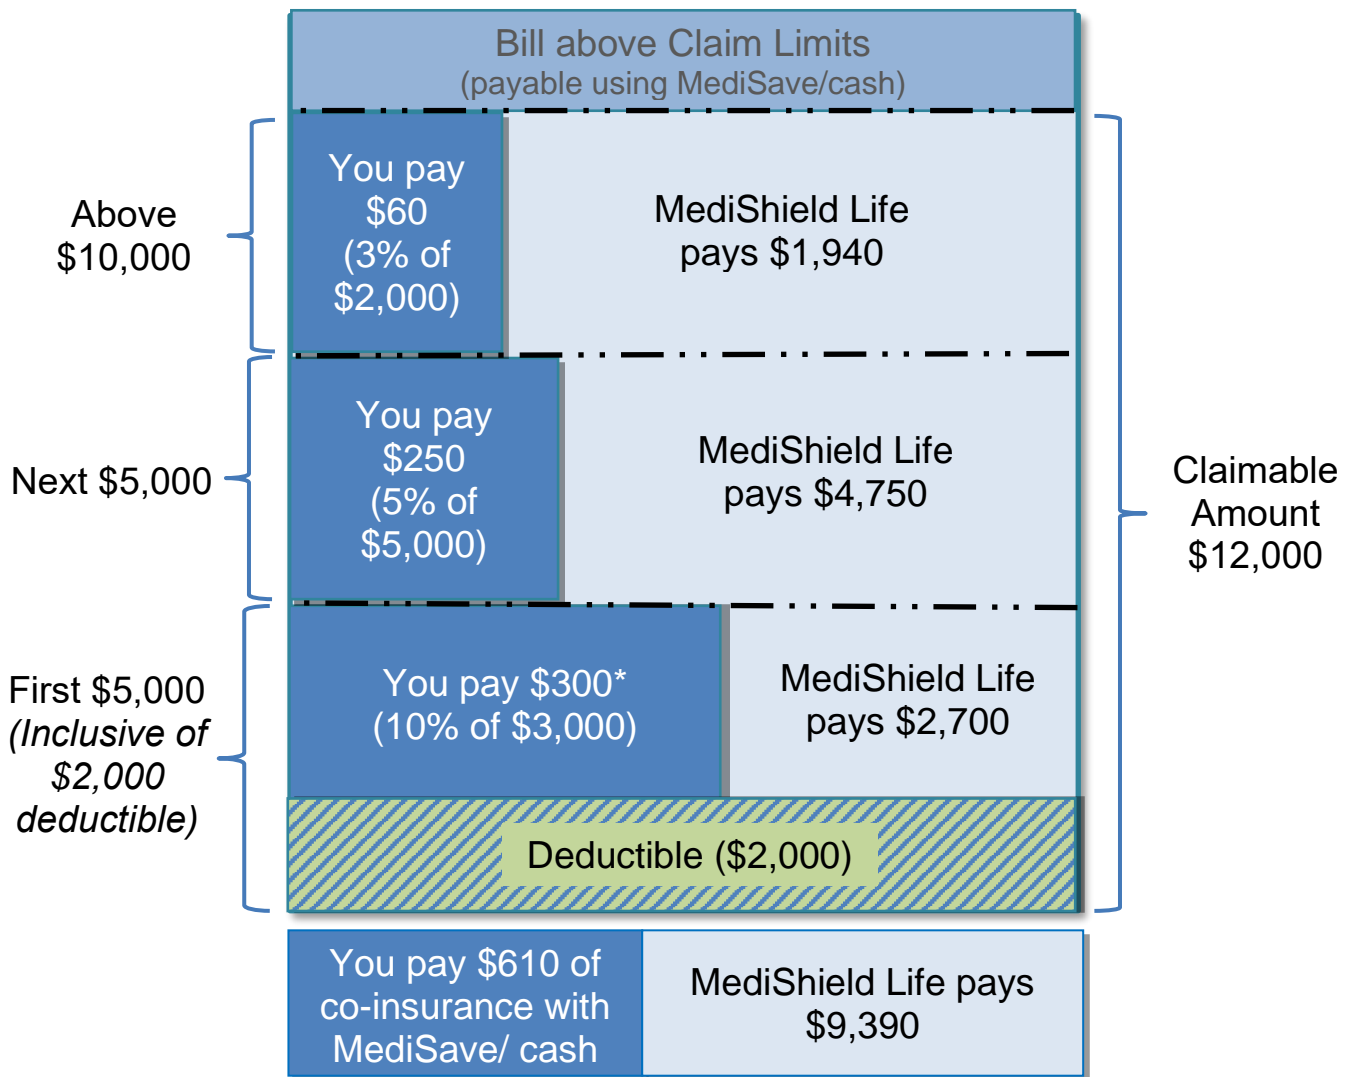 Bill above Claim Limits
(payable using MediSave/cash)
Above
$10,000
You pay
$60
(3% of
$2,000)
MediShield Life
pays $1,940
Next $5,000
You pay
$250
(5% of
$5,000)
MediShield Life
pays $4,750
Claimable
Amount
$12,000
First $5,000
(Inclusive of
$2,000
deductible)
You pay $300*
(10% of $3,000)
MediShield Life
pays $2,700
Deductible ($2,000)
You pay $610 of
co-insurance with
MediSave/ cash
MediShield Life pays
$9,390